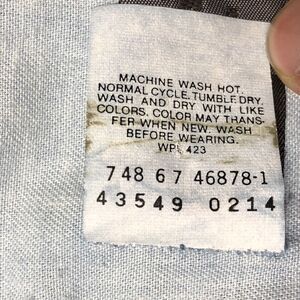 MACHINE WASH HOT.
NORMAL CYCLE. TUMBLE DRY.
WASH AND DRY WITH LIKE
COLORS. COLOR MAY TRANS-
FER WHEN NEW. WASH
BEFORE WEARING.
WPL 423
748 67 46878-1
43549 0214